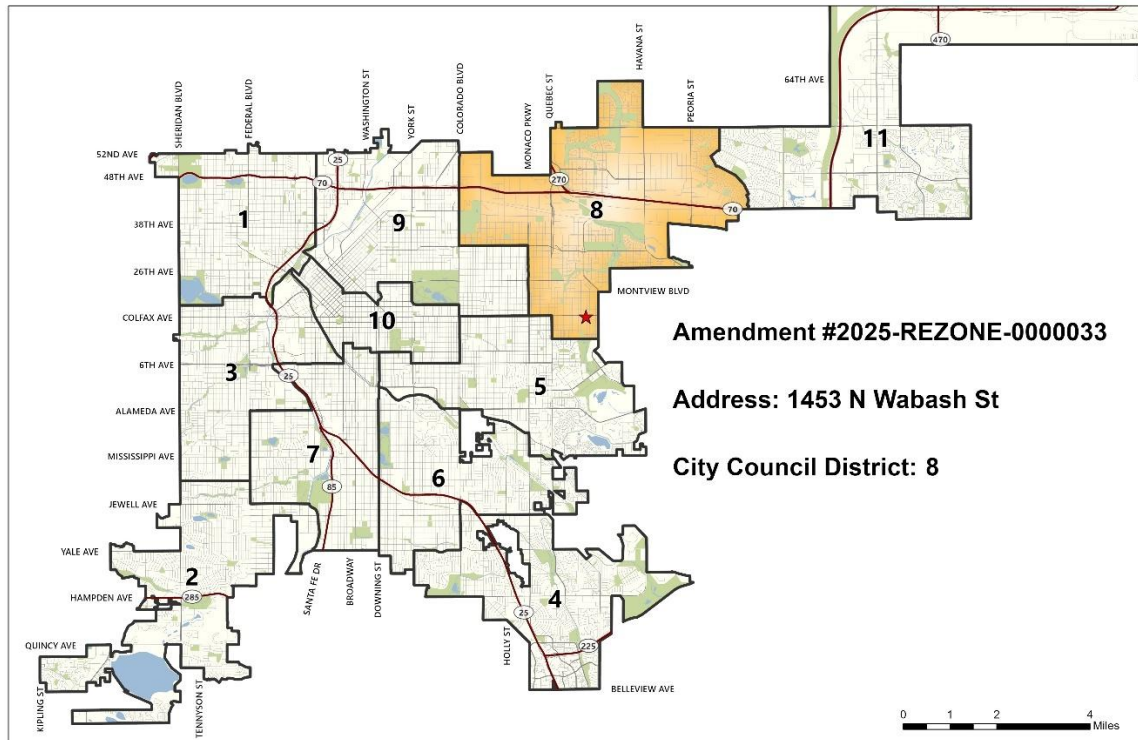 HAVANA ST
470
64TH AVE
SHERIDAN BLVD
FEDERAL BLVD
WASHINGTON ST
YORK ST
COLORADO BLVD
MONACO PKWY
QUEBEC ST
PEORIA ST
11
52ND AVE
25
48TH AVE
70
270
70
1
9
8
38TH AVE
26TH AVE
MONTVIEW BLVD
COLFAX AVE
10
Amendment #2025-REZONE-0000033
6TH AVE
3
25
5
ALAMEDA AVE
Address: 1453 N Wabash St
7
MISSISSIPPI AVE
6
City Council District: 8
85
JEWELL AVE
YALE AVE
2
HAMPDEN AVE
285
SANTA FE DR
BROADWAY
DOWNING ST
4
25
HOLLY ST
225
QUINCY AVE
BELLEVIEW AVE
KIPLING ST
TENNYSON ST
0 1 2 4
Miles